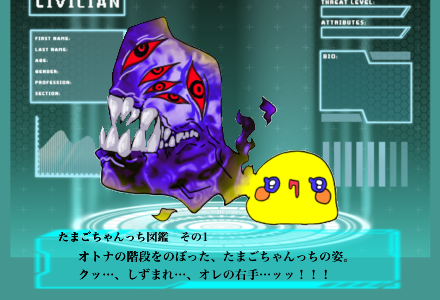 CIVILIAN
FIRST NAME:
LAST NAME:
AGE:
GENDER:
PROFESSION:
SECTION:
THREAT LEVEL:
ATTRIBUTES:
BIO:
たまごちゃんっち図鑑　その1
オトナの階段をのぼった、たまごちゃんっちの姿。
クッ…、しずまれ…、オレの右手…ッッ！！！